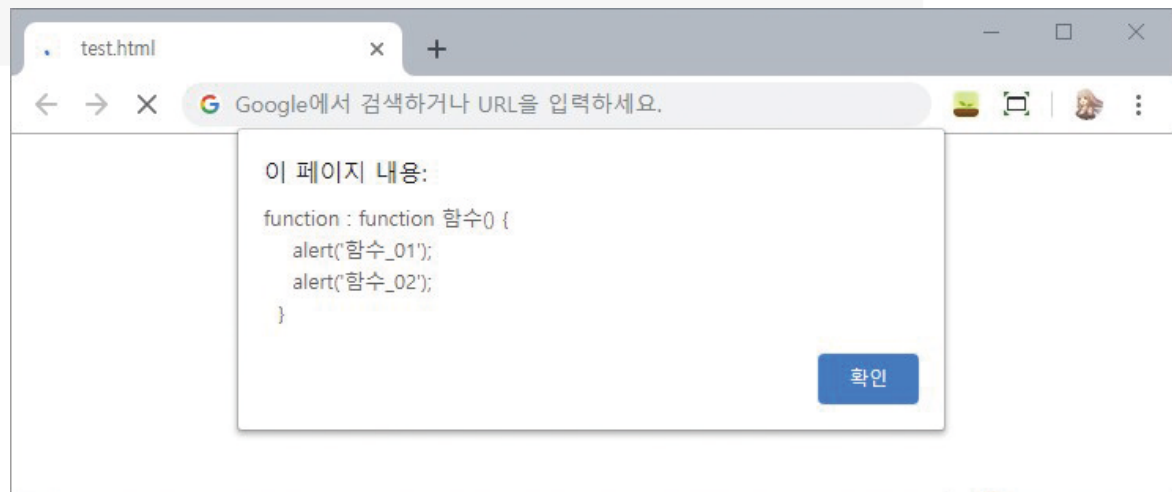 test.html
Google에서 검색하거나 URL을 입력하세요.
이 페이지 내용:
function : function 함수() {
alert('함수_01');
alert('함수_02');
}
확인